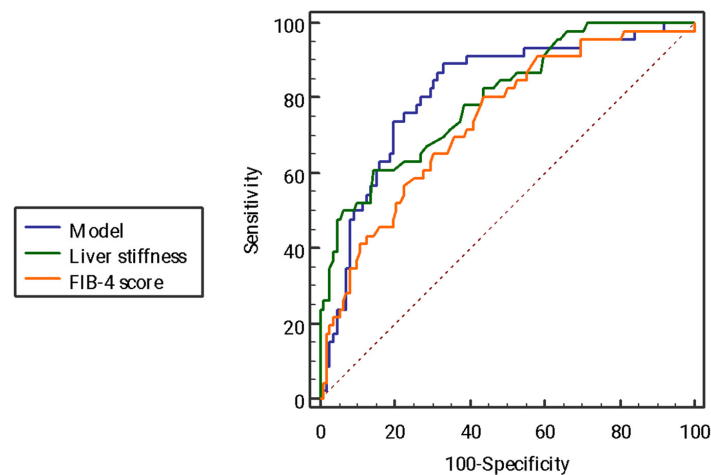 Model
Liver stiffness
FIB-4 score
Sensitivity
100
80
60
40
20
0
0 20 40 60 80 100
100-Specificity